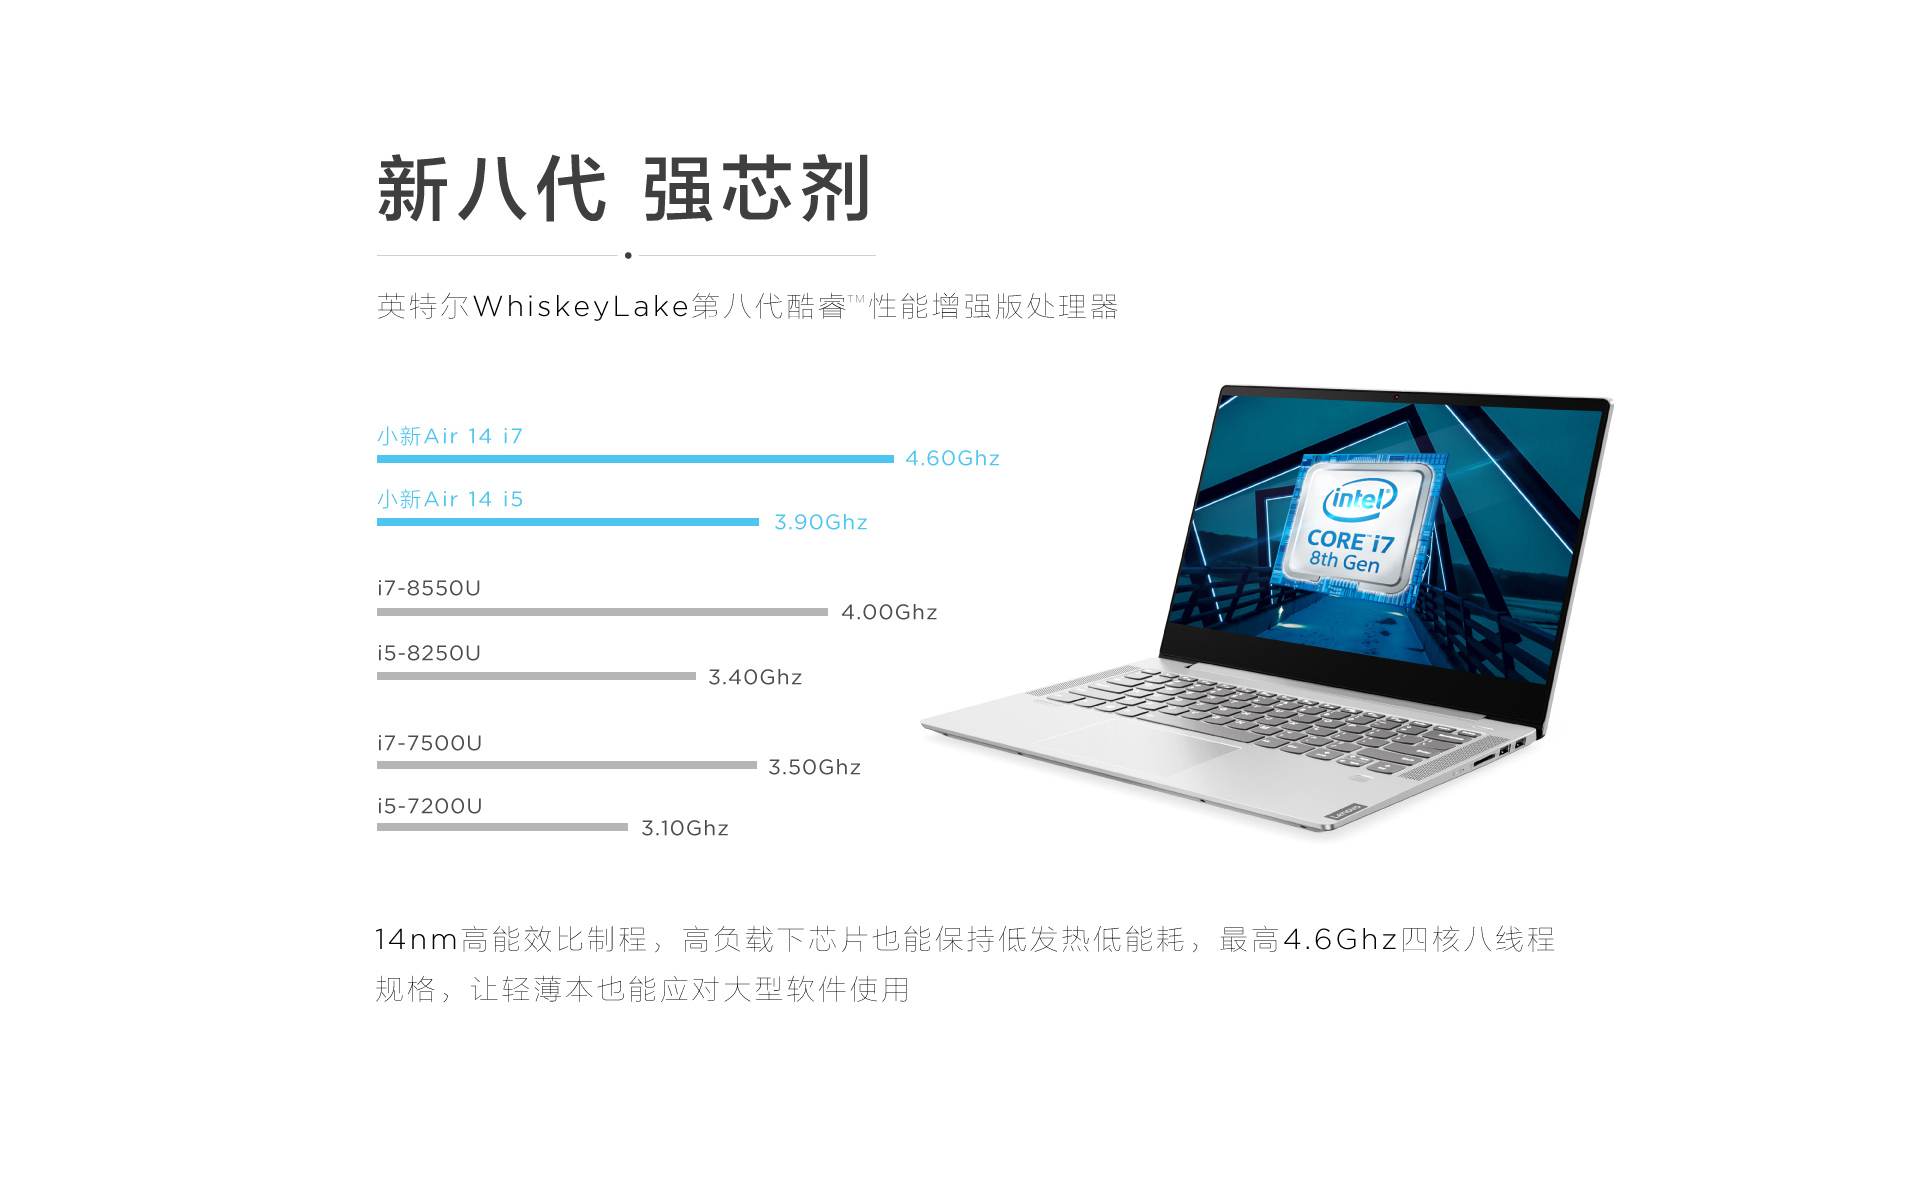 新八代 强芯剂
英特尔WhiskeyLake第八代酷睿™性能增强版处理器
小新Air 14 i7
4.60Ghz
小新Air 14 i5
3.90Ghz
i7-8550U
4.00Ghz
i5-8250U
3.40Ghz
i7-7500U
3.50Ghz
i5-7200U
3.10Ghz
intel
CORE™ i7
8th Gen
Lenovo
14nm高能效比制程，高负载下芯片也能保持低发热低能耗，最高4.6Ghz四核八线程
规格，让轻薄本也能应对大型软件使用